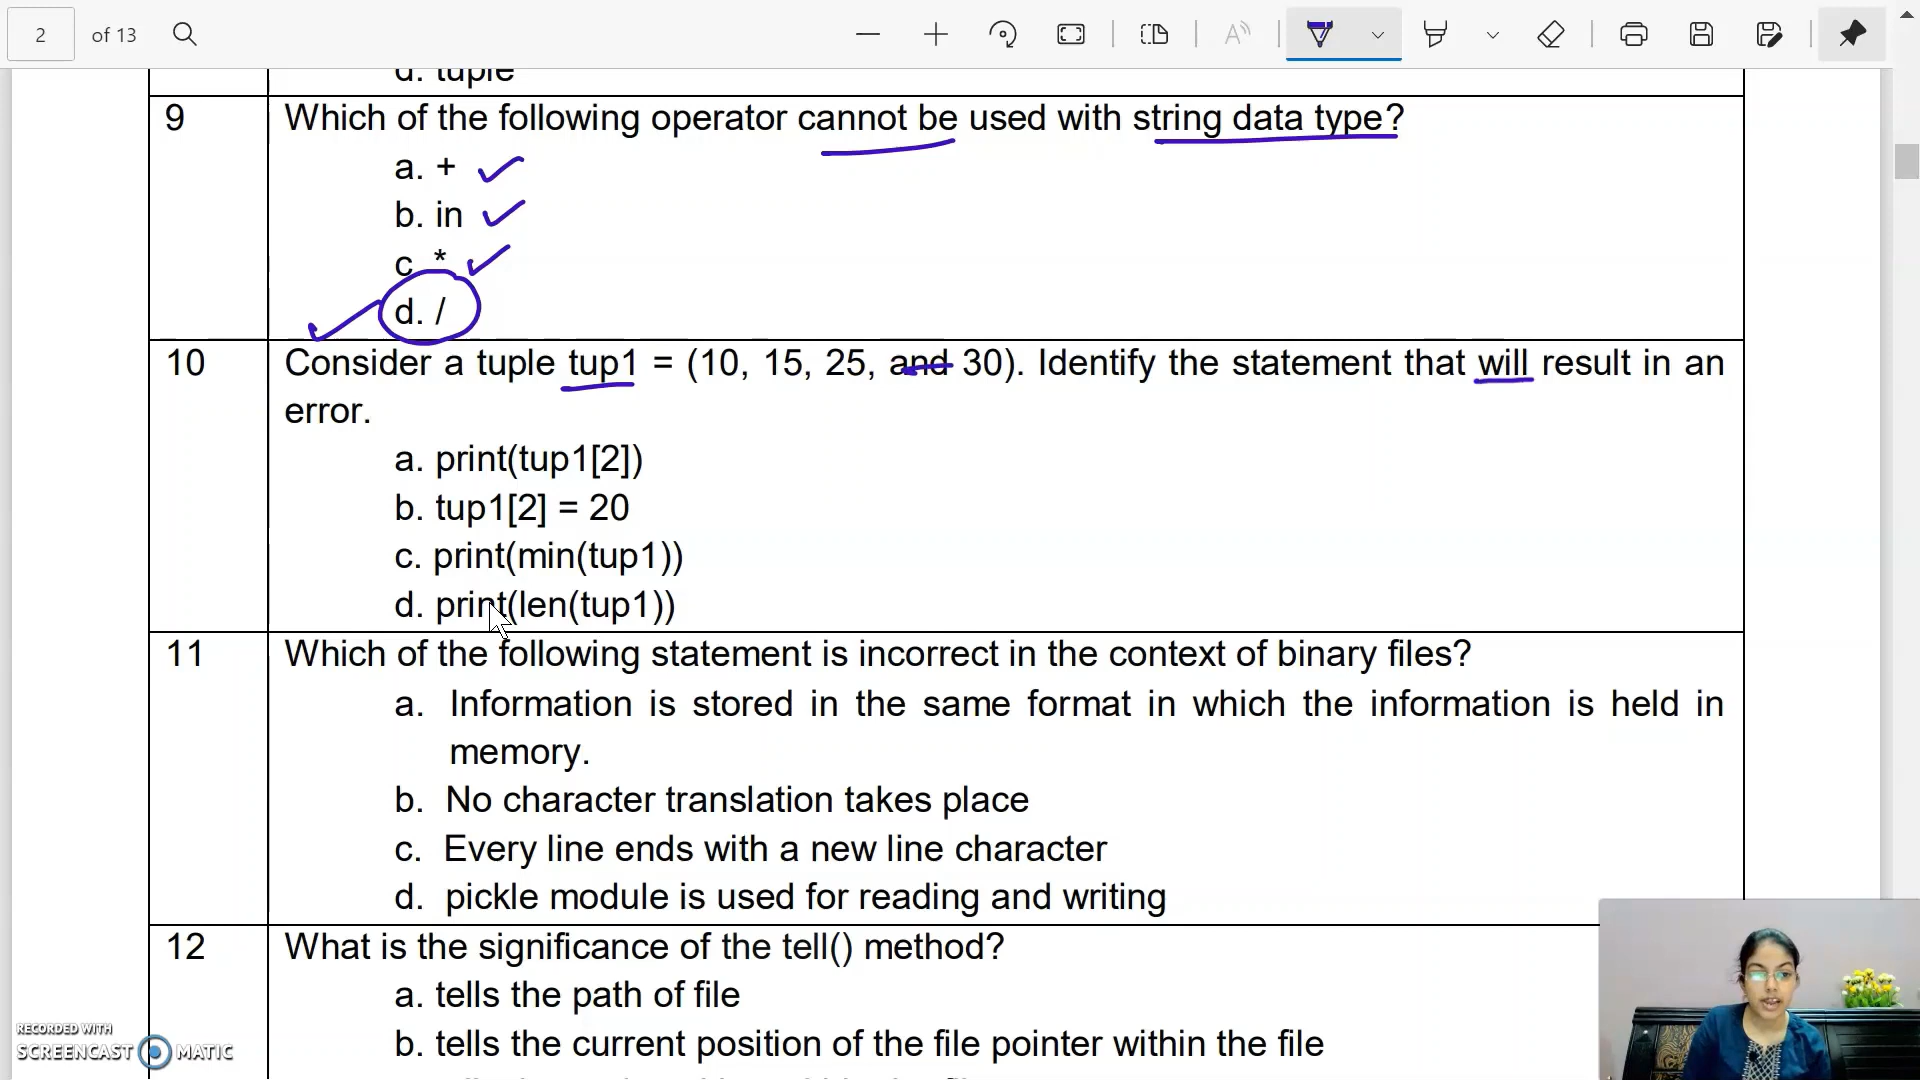 2 of 13
d. tuple
9 Which of the following operator cannot be used with string data type?
a. +
b. in
c. *
d. /
10 Consider a tuple tup1 = (10, 15, 25, and 30). Identify the statement that will result in an
error.
a. print(tup1[2])
b. tup1[2] = 20
c. print(min(tup1))
d. print(len(tup1))
11 Which of the following statement is incorrect in the context of binary files?
a. Information is stored in the same format in which the information is held in
memory.
b. No character translation takes place
c. Every line ends with a new line character
d. pickle module is used for reading and writing
12 What is the significance of the tell() method?
a. tells the path of file
b. tells the current position of the file pointer within the file
RECORDED WITH
SCREENCAST MATIC